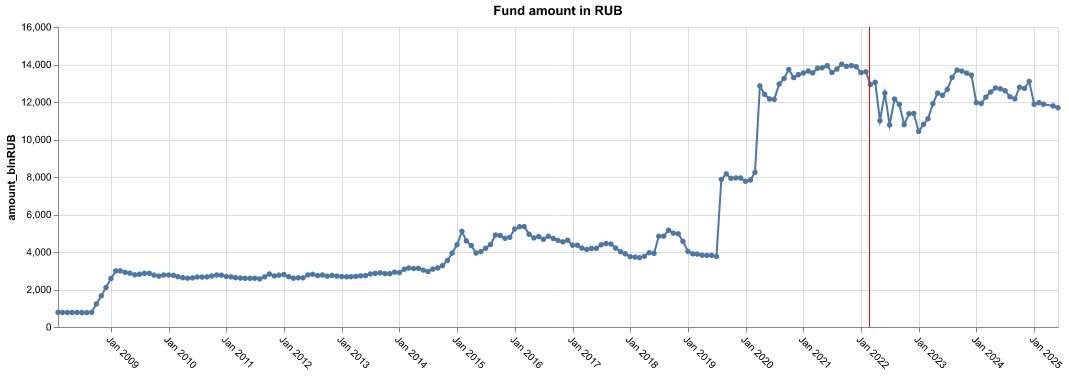 Fund amount in RUB
amount_blnRUB
16,000
14,000
12,000
10,000
8,000
6,000
4,000
2,000
0
Jan 2009
Jan 2010
Jan 2011
Jan 2012
Jan 2013
Jan 2014
Jan 2015
Jan 2016
Jan 2017
Jan 2018
Jan 2019
Jan 2020
Jan 2021
Jan 2022
Jan 2023
Jan 2024
Jan 2025